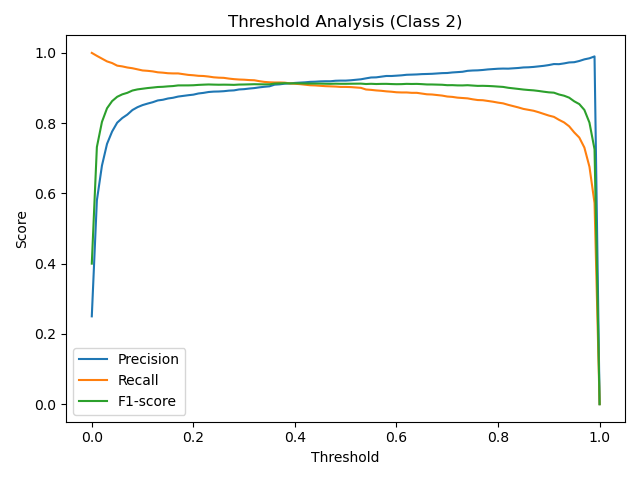 Threshold Analysis (Class 2)
1.0
0.8
0.6
0.4
0.2
0.0
Score
Precision
Recall
F1-score
0.0 0.2 0.4 0.6 0.8 1.0
Threshold